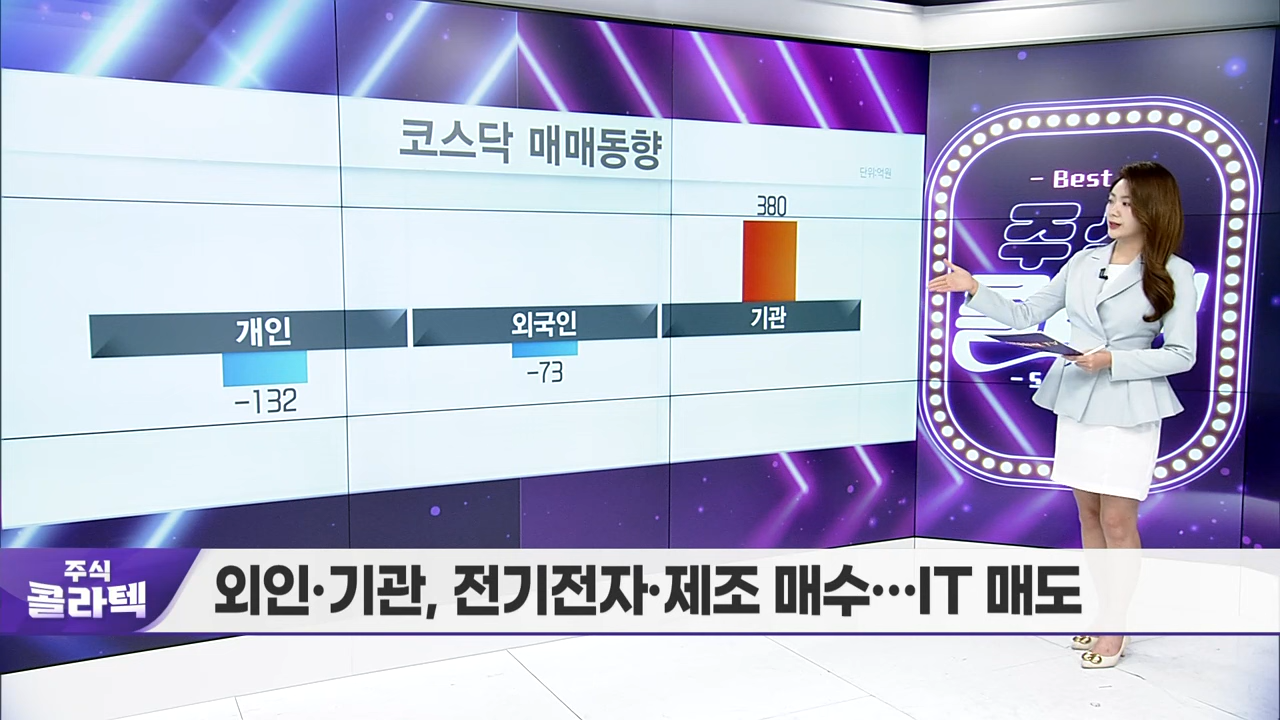 코스닥 매매동향
단위:억원
380
개인
외국인
기관
-132
-73
- Best
주식
외인·기관, 전기전자·제조 매수…IT 매도
콜라텍